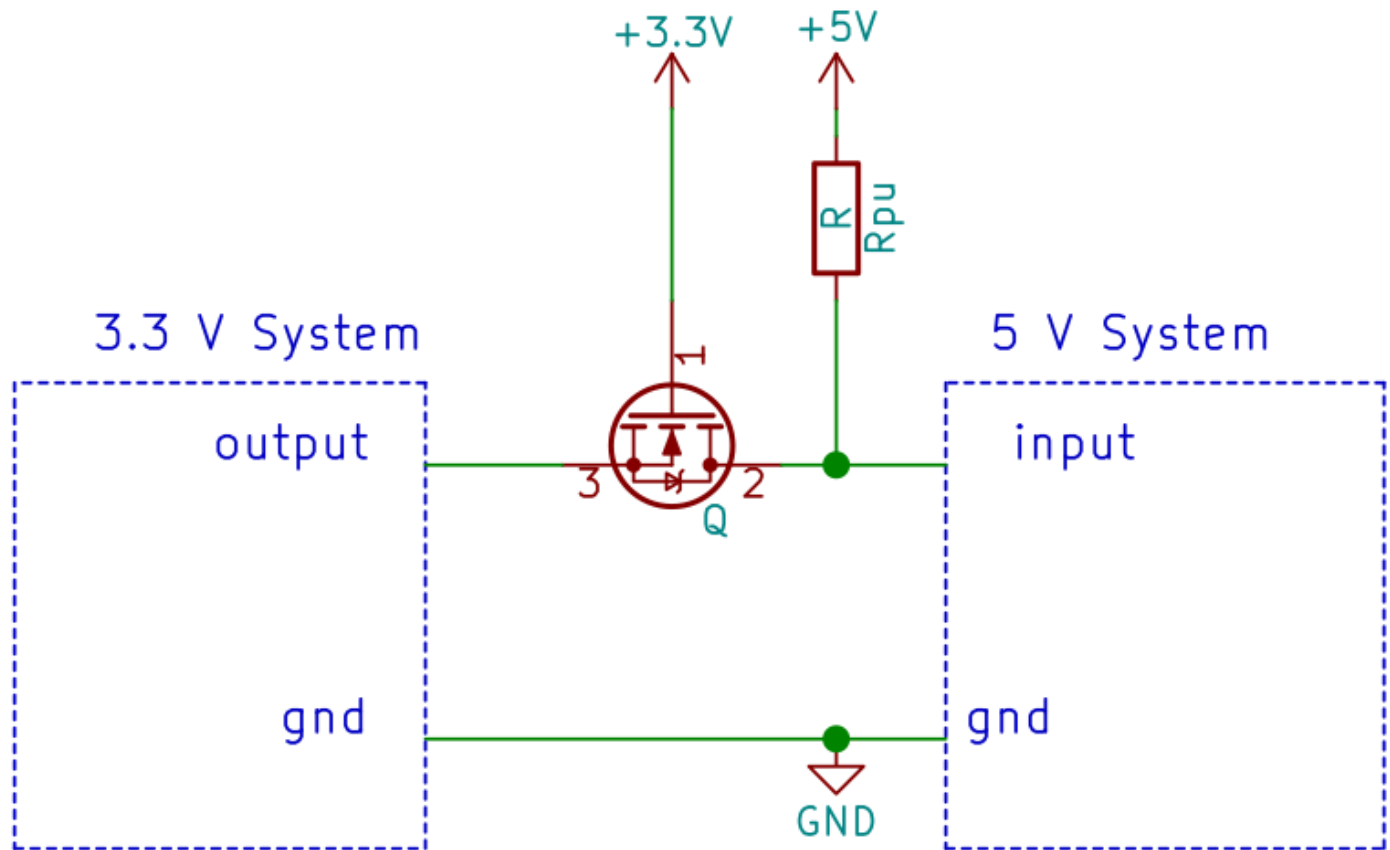 +3.3V
+5V
R
Rpu
3.3 V System
5 V System
1
output
input
3
2
Q
gnd
gnd
GND